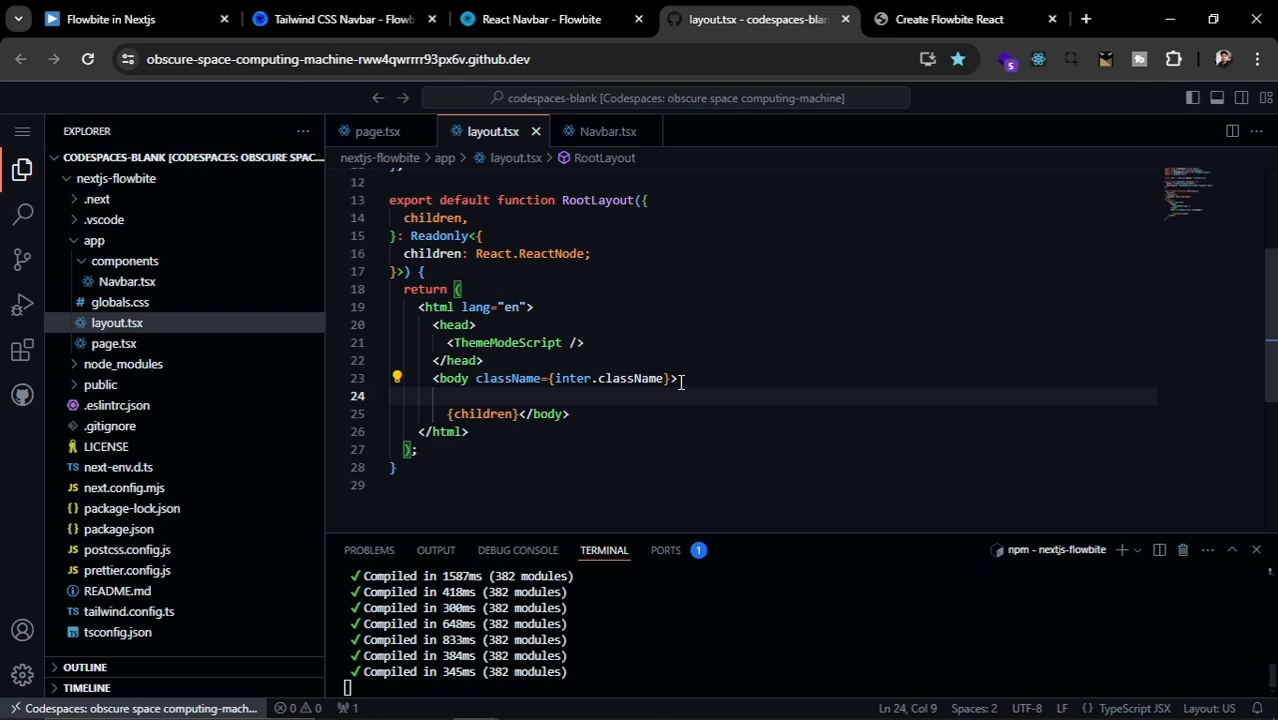 Flowbite in Nextjs
Tailwind CSS Navbar - Flowb
React Navbar - Flowbite
layout.tsx - codespaces-blan
Create Flowbite React
obscure-space-computing-machine-rww4qwrrrr93px6v.github.dev
5
codespaces-blank [Codespaces: obscure space computing-machine]
EXPLORER
page.tsx
layout.tsx
Navbar.tsx
CODESPACES-BLANK [CODESPACES: OBSCURE SPAC...
nextjs-flowbite > app > layout.tsx > RootLayout
nextjs-flowbite
.next
.vscode
app
components
Navbar.tsx
globals.css
layout.tsx
page.tsx
node_modules
public
.eslintrc.json
.gitignore
LICENSE
next-env.d.ts
next.config.mjs
package-lock.json
package.json
postcss.config.js
prettier.config.js
README.md
tailwind.config.ts
tsconfig.json
OUTLINE
TIMELINE
12
13 export default function RootLayout({
14 children,
15 }: Readonly<{
16 children: React.ReactNode;
17 }>) {
18 return (
19 <html lang="en">
20 <head>
21 <ThemeModeScript />
22 </head>
23 <body className={inter.className}>
24
25 {children}</body>
26 </html>
27 );
28 }
29
PROBLEMS OUTPUT DEBUG CONSOLE TERMINAL PORTS 1
npm - nextjs-flowbite
✓ Compiled in 1587ms (382 modules)
✓ Compiled in 418ms (382 modules)
✓ Compiled in 300ms (382 modules)
✓ Compiled in 648ms (382 modules)
✓ Compiled in 833ms (382 modules)
✓ Compiled in 384ms (382 modules)
✓ Compiled in 345ms (382 modules)
Codespaces: obscure space computing-mach... 0 0 1
Ln 24, Col 9 Spaces: 2 UTF-8 LF {} TypeScript JSX Layout: US